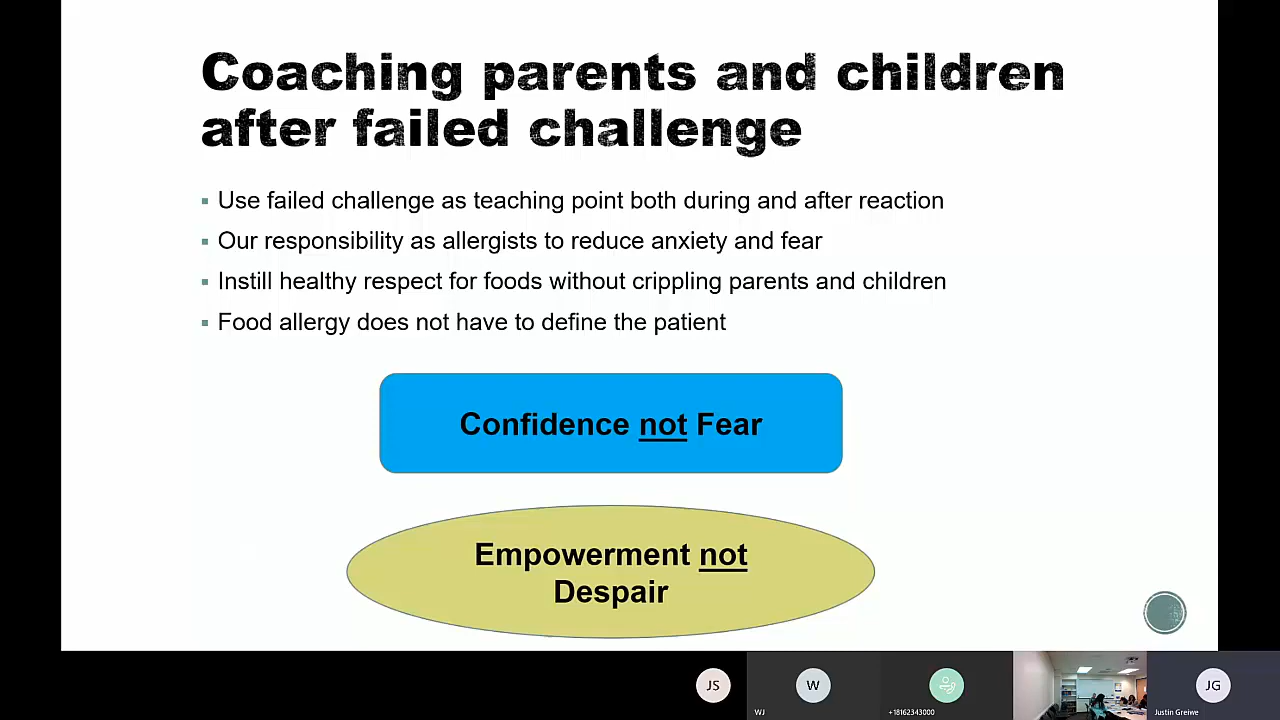 Coaching parents and children
after failed challenge
Use failed challenge as teaching point both during and after reaction
Our responsibility as allergists to reduce anxiety and fear
Instill healthy respect for foods without crippling parents and children
Food allergy does not have to define the patient
Confidence not Fear
Empowerment not
Despair
JS
W
JG
WJ
+18162343000
Justin Greiwe